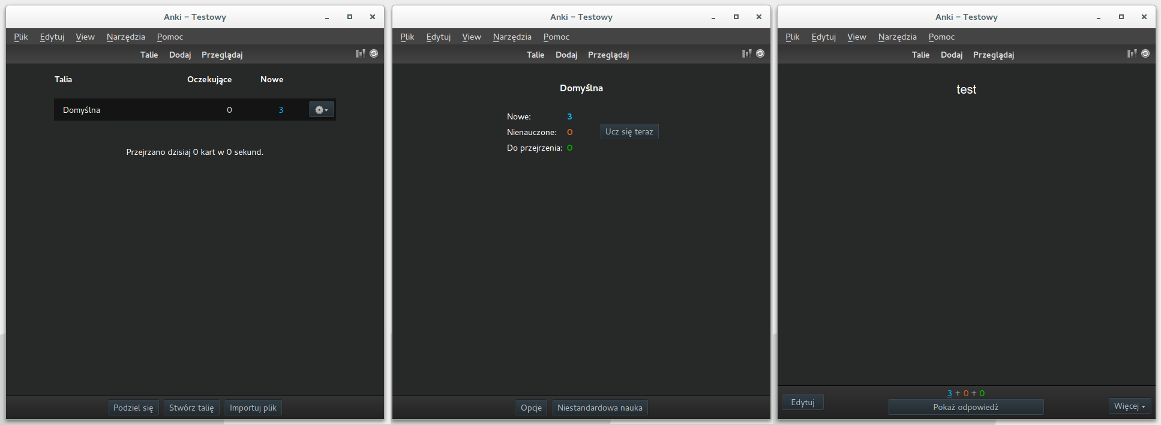 Anki – Testowy
Plik Edytuj View Narzędzia Pomoc
Talie Dodaj Przeglądaj
Talia Oczekujące Nowe
Domyślna 0 3
Przejrzano dzisiaj 0 kart w 0 sekund.
Podziel się Stwórz talię Importuj plik
Anki – Testowy
Plik Edytuj View Narzędzia Pomoc
Talie Dodaj Przeglądaj
Domyślna
Nowe: 3
Nienauczone: 0
Ucz się teraz
Do przejrzenia: 0
Opcje Niestandardowa nauka
Anki – Testowy
Plik Edytuj View Narzędzia Pomoc
Talie Dodaj Przeglądaj
test
3 + 0 + 0
Edytuj Pokaż odpowiedź Więcej